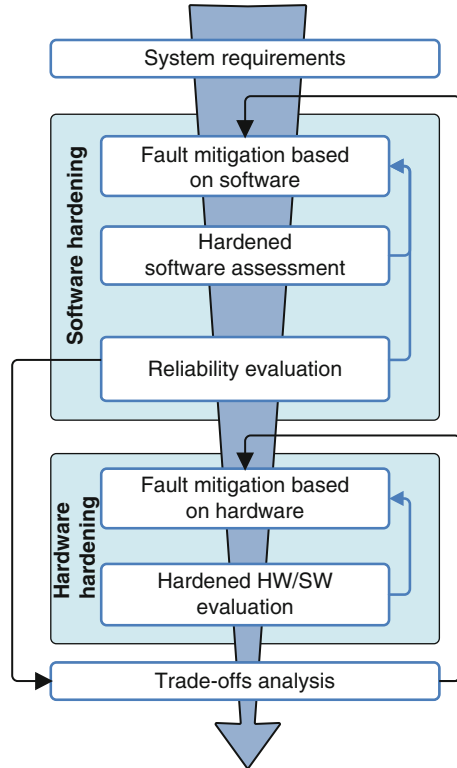 System requirements
Software hardening
Fault mitigation based
on software
Hardened
software assessment
Reliability evaluation
Hardware
hardening
Fault mitigation based
on hardware
Hardened HW/SW
evaluation
Trade-offs analysis